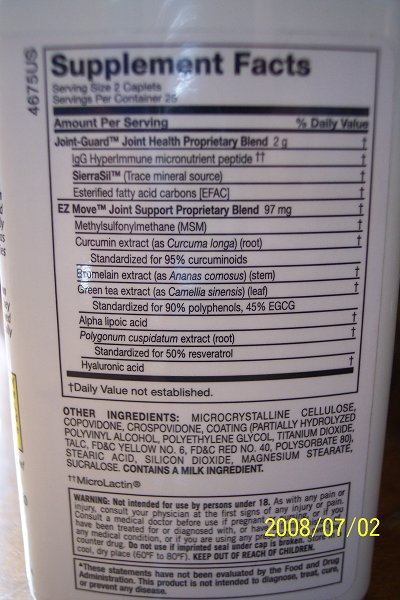 4675US
Supplement Facts
Serving Size 2 Caplets
Servings Per Container 25
Amount Per Serving % Daily Value
Joint-Guard™ Joint Health Proprietary Blend 2 g †
IgG HyperImmune micronutrient peptide †† †
SierraSil™ (Trace mineral source) †
Esterified fatty acid carbons [EFAC] †
EZ Move™ Joint Support Proprietary Blend 97 mg †
Methylsulfonylmethane (MSM) †
Curcumin extract (as Curcuma longa) (root) †
Standardized for 95% curcuminoids
Bromelain extract (as Ananas comosus) (stem) †
Green tea extract (as Camellia sinensis) (leaf) †
Standardized for 90% polyphenols, 45% EGCG
Alpha lipoic acid †
Polygonum cuspidatum extract (root) †
Standardized for 50% resveratrol
Hyaluronic acid †
†Daily Value not established.
OTHER INGREDIENTS: MICROCRYSTALLINE CELLULOSE,
COPOVIDONE, CROSPOVIDONE, COATING (PARTIALLY HYDROLYZED
POLYVINYL ALCOHOL, POLYETHYLENE GLYCOL, TITANIUM DIOXIDE,
TALC, FD&C YELLOW NO. 6, FD&C RED NO. 40, POLYSORBATE 80),
STEARIC ACID, SILICON DIOXIDE, MAGNESIUM STEARATE,
SUCRALOSE. CONTAINS A MILK INGREDIENT.
††MicroLactin®
WARNING: Not intended for use by persons under 18. As with any pain or
injury, consult your physician at the first signs of any injury or pain.
Consult a medical doctor before use if pregnant or nursing, or if you
have been treated for or diagnosed with, or have
any medical condition, or if you are using any
counter drug. Do not use if imprinted seal under cap is broken. Store in
cool, dry place (60°F to 80°F). KEEP OUT OF REACH OF CHILDREN.
2008/07/02
*These statements have not been evaluated by the Food and Drug
Administration. This product is not intended to diagnose, treat, cure,
or prevent any disease.